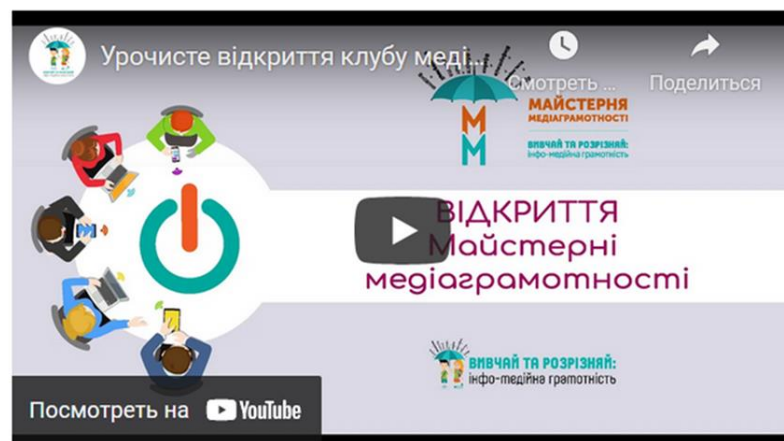 Урочисте відкриття клубу меді...
Смотреть ...
Поделиться
МАЙСТЕРНЯ
МЕДІАГРАМОТНОСТІ
ВИВЧАЙ ТА РОЗРІЗНЯЙ:
інфо-медійна грамотність
ММ
ВІДКРИТТЯ
Майстерні
медіаграмотності
ВИВЧАЙ ТА РОЗРІЗНЯЙ:
інфо-медійна грамотність
Посмотреть на YouTube